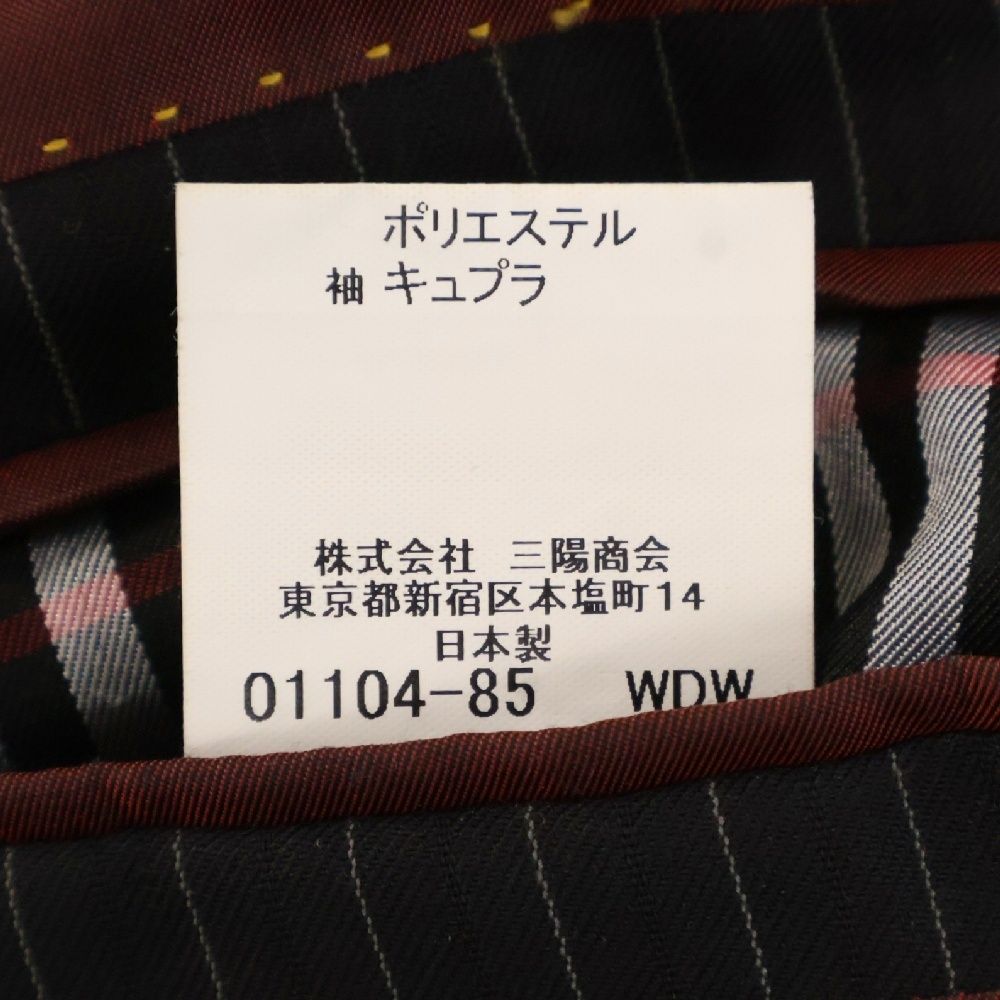 ポリエステル
袖 キュプラ
株式会社 三陽商会
東京都新宿区本塩町14
日本製
01104-85 WDW